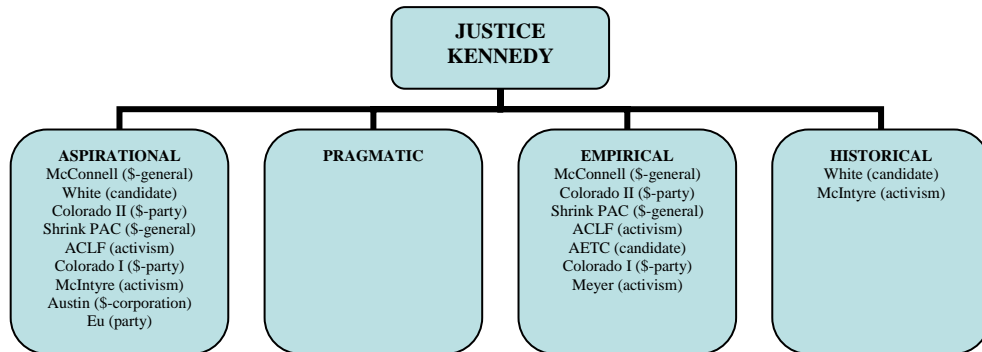 JUSTICE
KENNEDY
ASPIRATIONAL
McConnell ($-general)
White (candidate)
Colorado II ($-party)
Shrink PAC ($-general)
ACLF (activism)
Colorado I ($-party)
McIntyre (activism)
Austin ($-corporation)
Eu (party)
PRAGMATIC
EMPIRICAL
McConnell ($-general)
Colorado II ($-party)
Shrink PAC ($-general)
ACLF (activism)
AETC (candidate)
Colorado I ($-party)
Meyer (activism)
HISTORICAL
White (candidate)
McIntyre (activism)